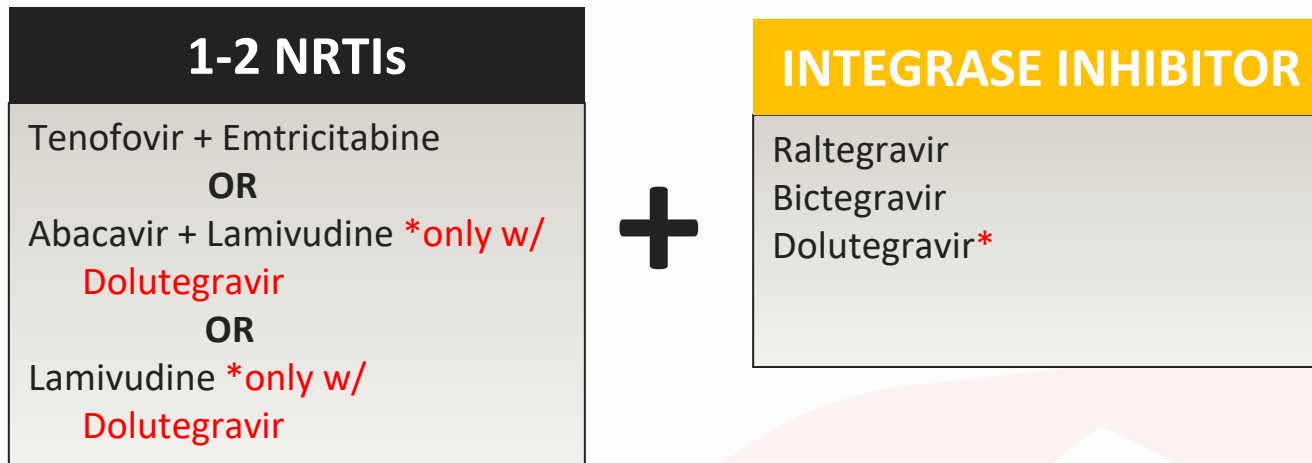 1-2 NRTIs
Tenofovir + Emtricitabine
OR
Abacavir + Lamivudine *only w/
Dolutegravir
OR
Lamivudine *only w/
Dolutegravir
+
INTEGRASE INHIBITOR
Raltegravir
Bictegravir
Dolutegravir*